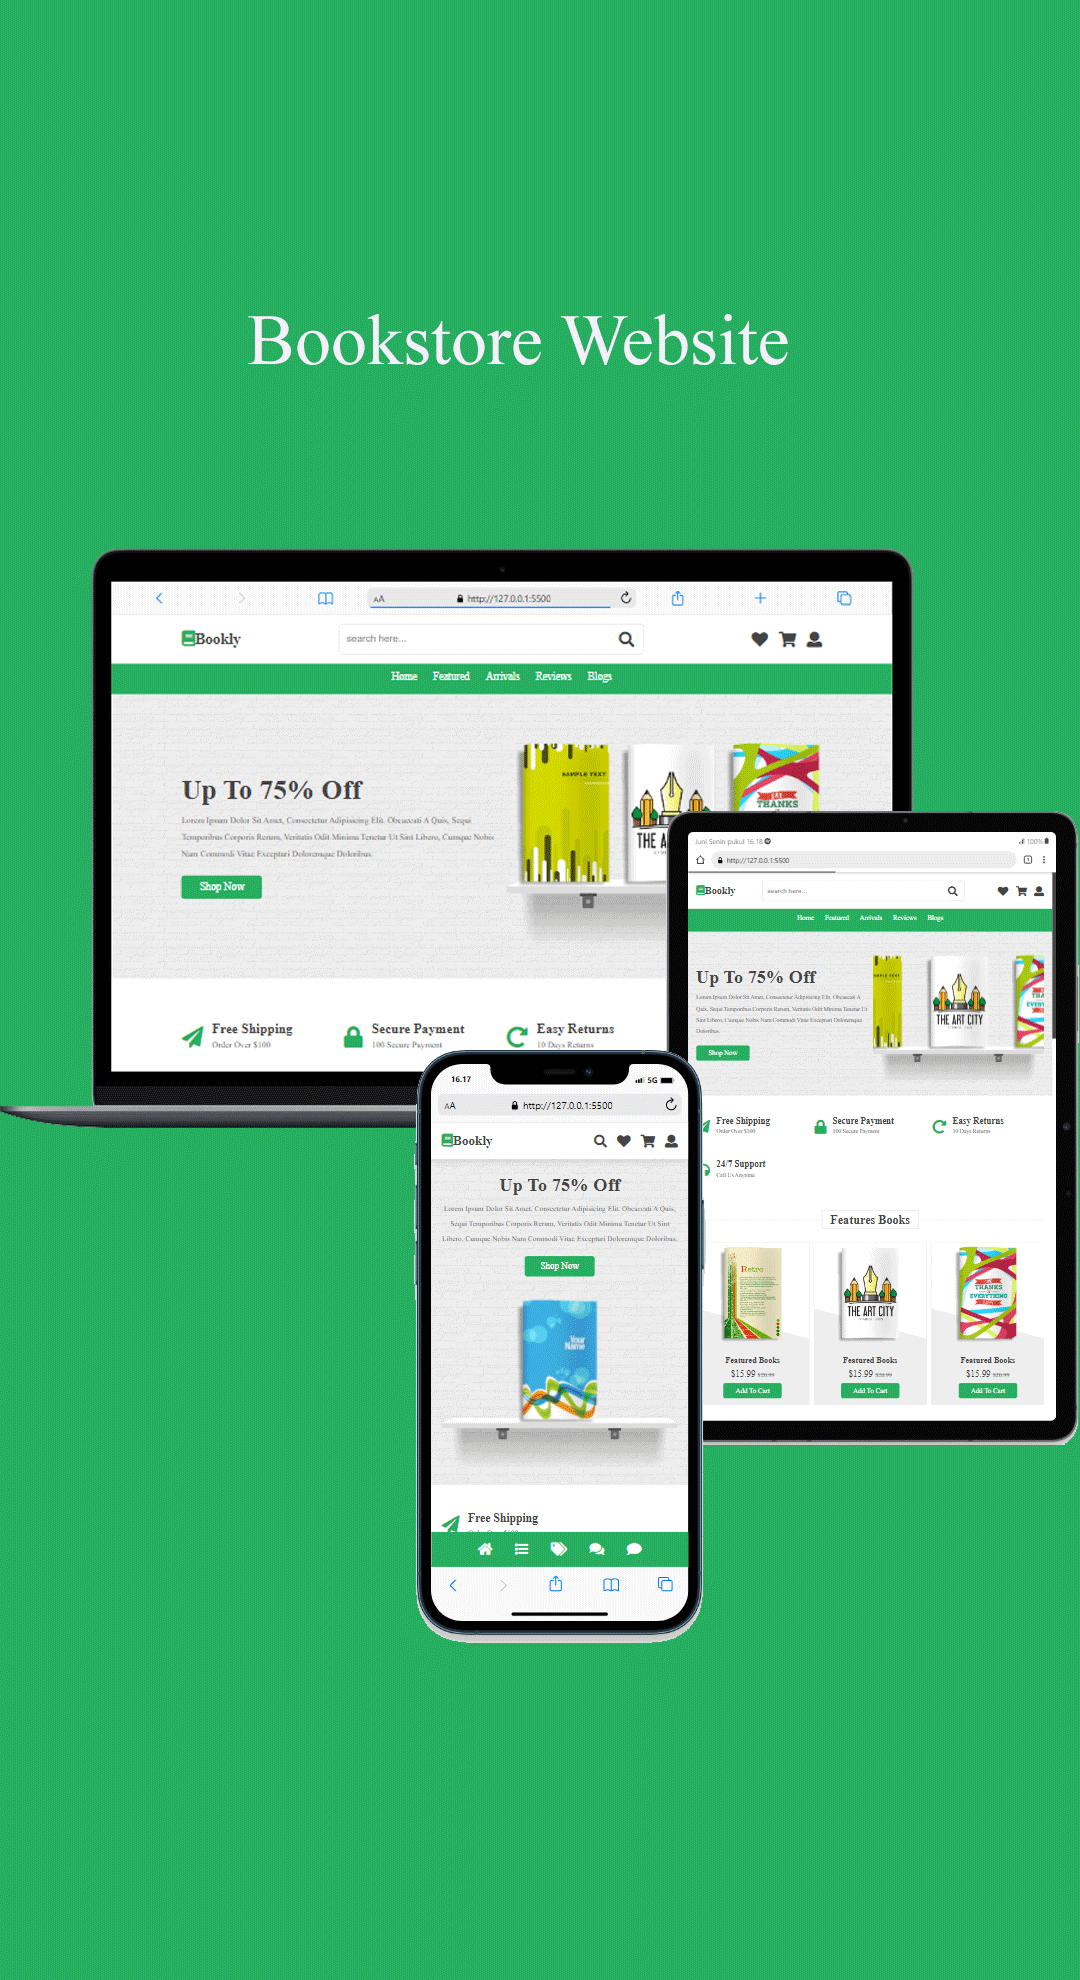 Bookstore Website
AA http://127.0.0.1:5500
Bookly
search here...
Home Featured Arrivals Reviews Blogs
Up To 75% Off
Lorem Ipsum Dolor Sit Amet, Consectetur Adipisicing Elit. Obcaecati A Quis, Sequi
Temporibus Corporis Rerum, Veritatis Odit Minima Tenetur Ut Sint Libero, Cumque Nobis
Nam Commodi Vitae Excepturi Doloremque Doloribus.
Shop Now
SAMPLE TEXT
THE ART
THANKS
Free Shipping
Order Over $100
Secure Payment
100 Secure Payment
Easy Returns
10 Days Returns
Juni Senin pukul 16.18
100%
http://127.0.0.1:5500
Bookly
search here...
Home Featured Arrivals Reviews Blogs
Up To 75% Off
Lorem Ipsum Dolor Sit Amet, Consectetur Adipisicing Elit. Obcaecati A
Quis, Sequi Temporibus Corporis Rerum, Veritatis Odit Minima Tenetur Ut
Sint Libero, Cumque Nobis Nam Commodi Vitae Excepturi Doloremque
Doloribus.
Shop Now
THE ART CITY
Free Shipping
Order Over $100
Secure Payment
100 Secure Payment
Easy Returns
10 Days Returns
24/7 Support
Call Us Anytime
Features Books
Retro
THE ART CITY
THANKS
EVERYTHING
Featured Books
$15.99 $20.99
Add To Cart
Featured Books
$15.99 $20.99
Add To Cart
Featured Books
$15.99 $20.99
Add To Cart
16.17
5G
AA http://127.0.0.1:5500
Bookly
Up To 75% Off
Lorem Ipsum Dolor Sit Amet, Consectetur Adipisicing Elit. Obcaecati A Quis,
Sequi Temporibus Corporis Rerum, Veritatis Odit Minima Tenetur Ut Sint
Libero, Cumque Nobis Nam Commodi Vitae Excepturi Doloremque Doloribus.
Shop Now
Your
Name
Free Shipping